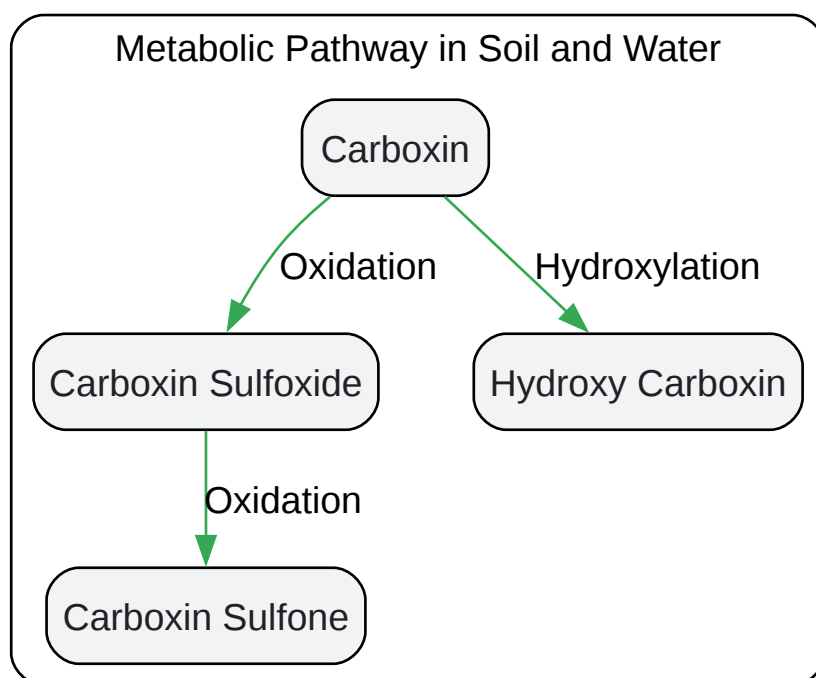 Metabolic Pathway in Soil and Water
Carboxin
Oxidation
Hydroxylation
Carboxin Sulfoxide
Hydroxy Carboxin
Oxidation
Carboxin Sulfone